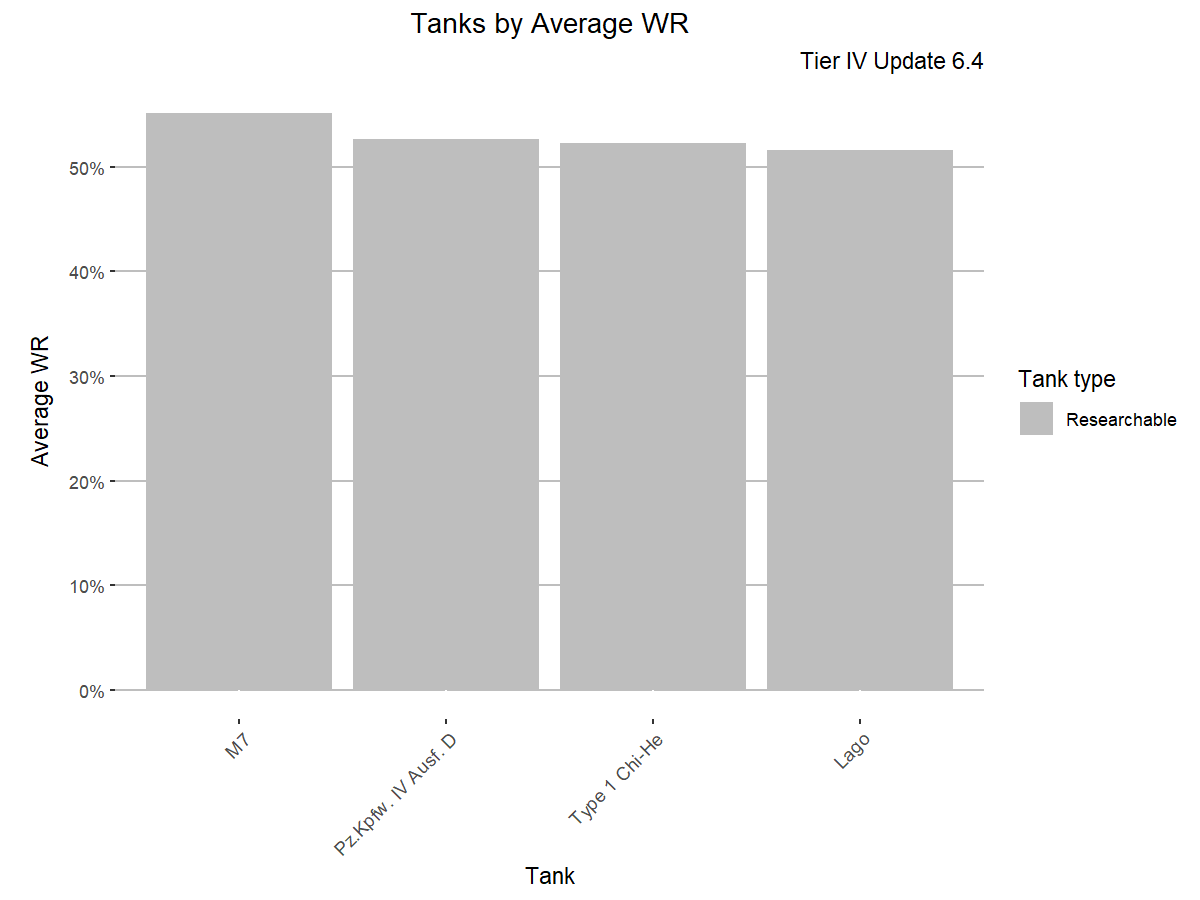 Tanks by Average WR
Tier IV Update 6.4
Average WR
50%
40%
30%
20%
10%
0%
M7
Pz.Kpfw. IV Ausf. D
Type 1 Chi-He
Lago
Tank
Tank type
Researchable